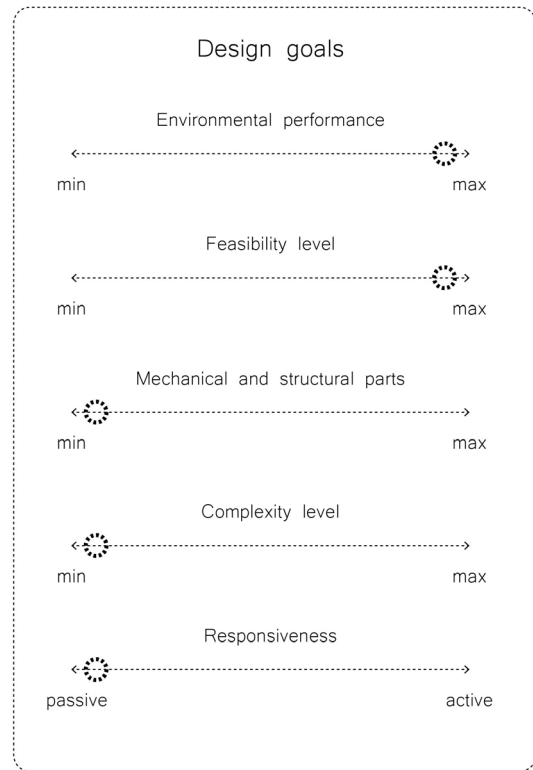 Design goals
Environmental performance
min max
Feasibility level
min max
Mechanical and structural parts
min max
Complexity level
min max
Responsiveness
passive active